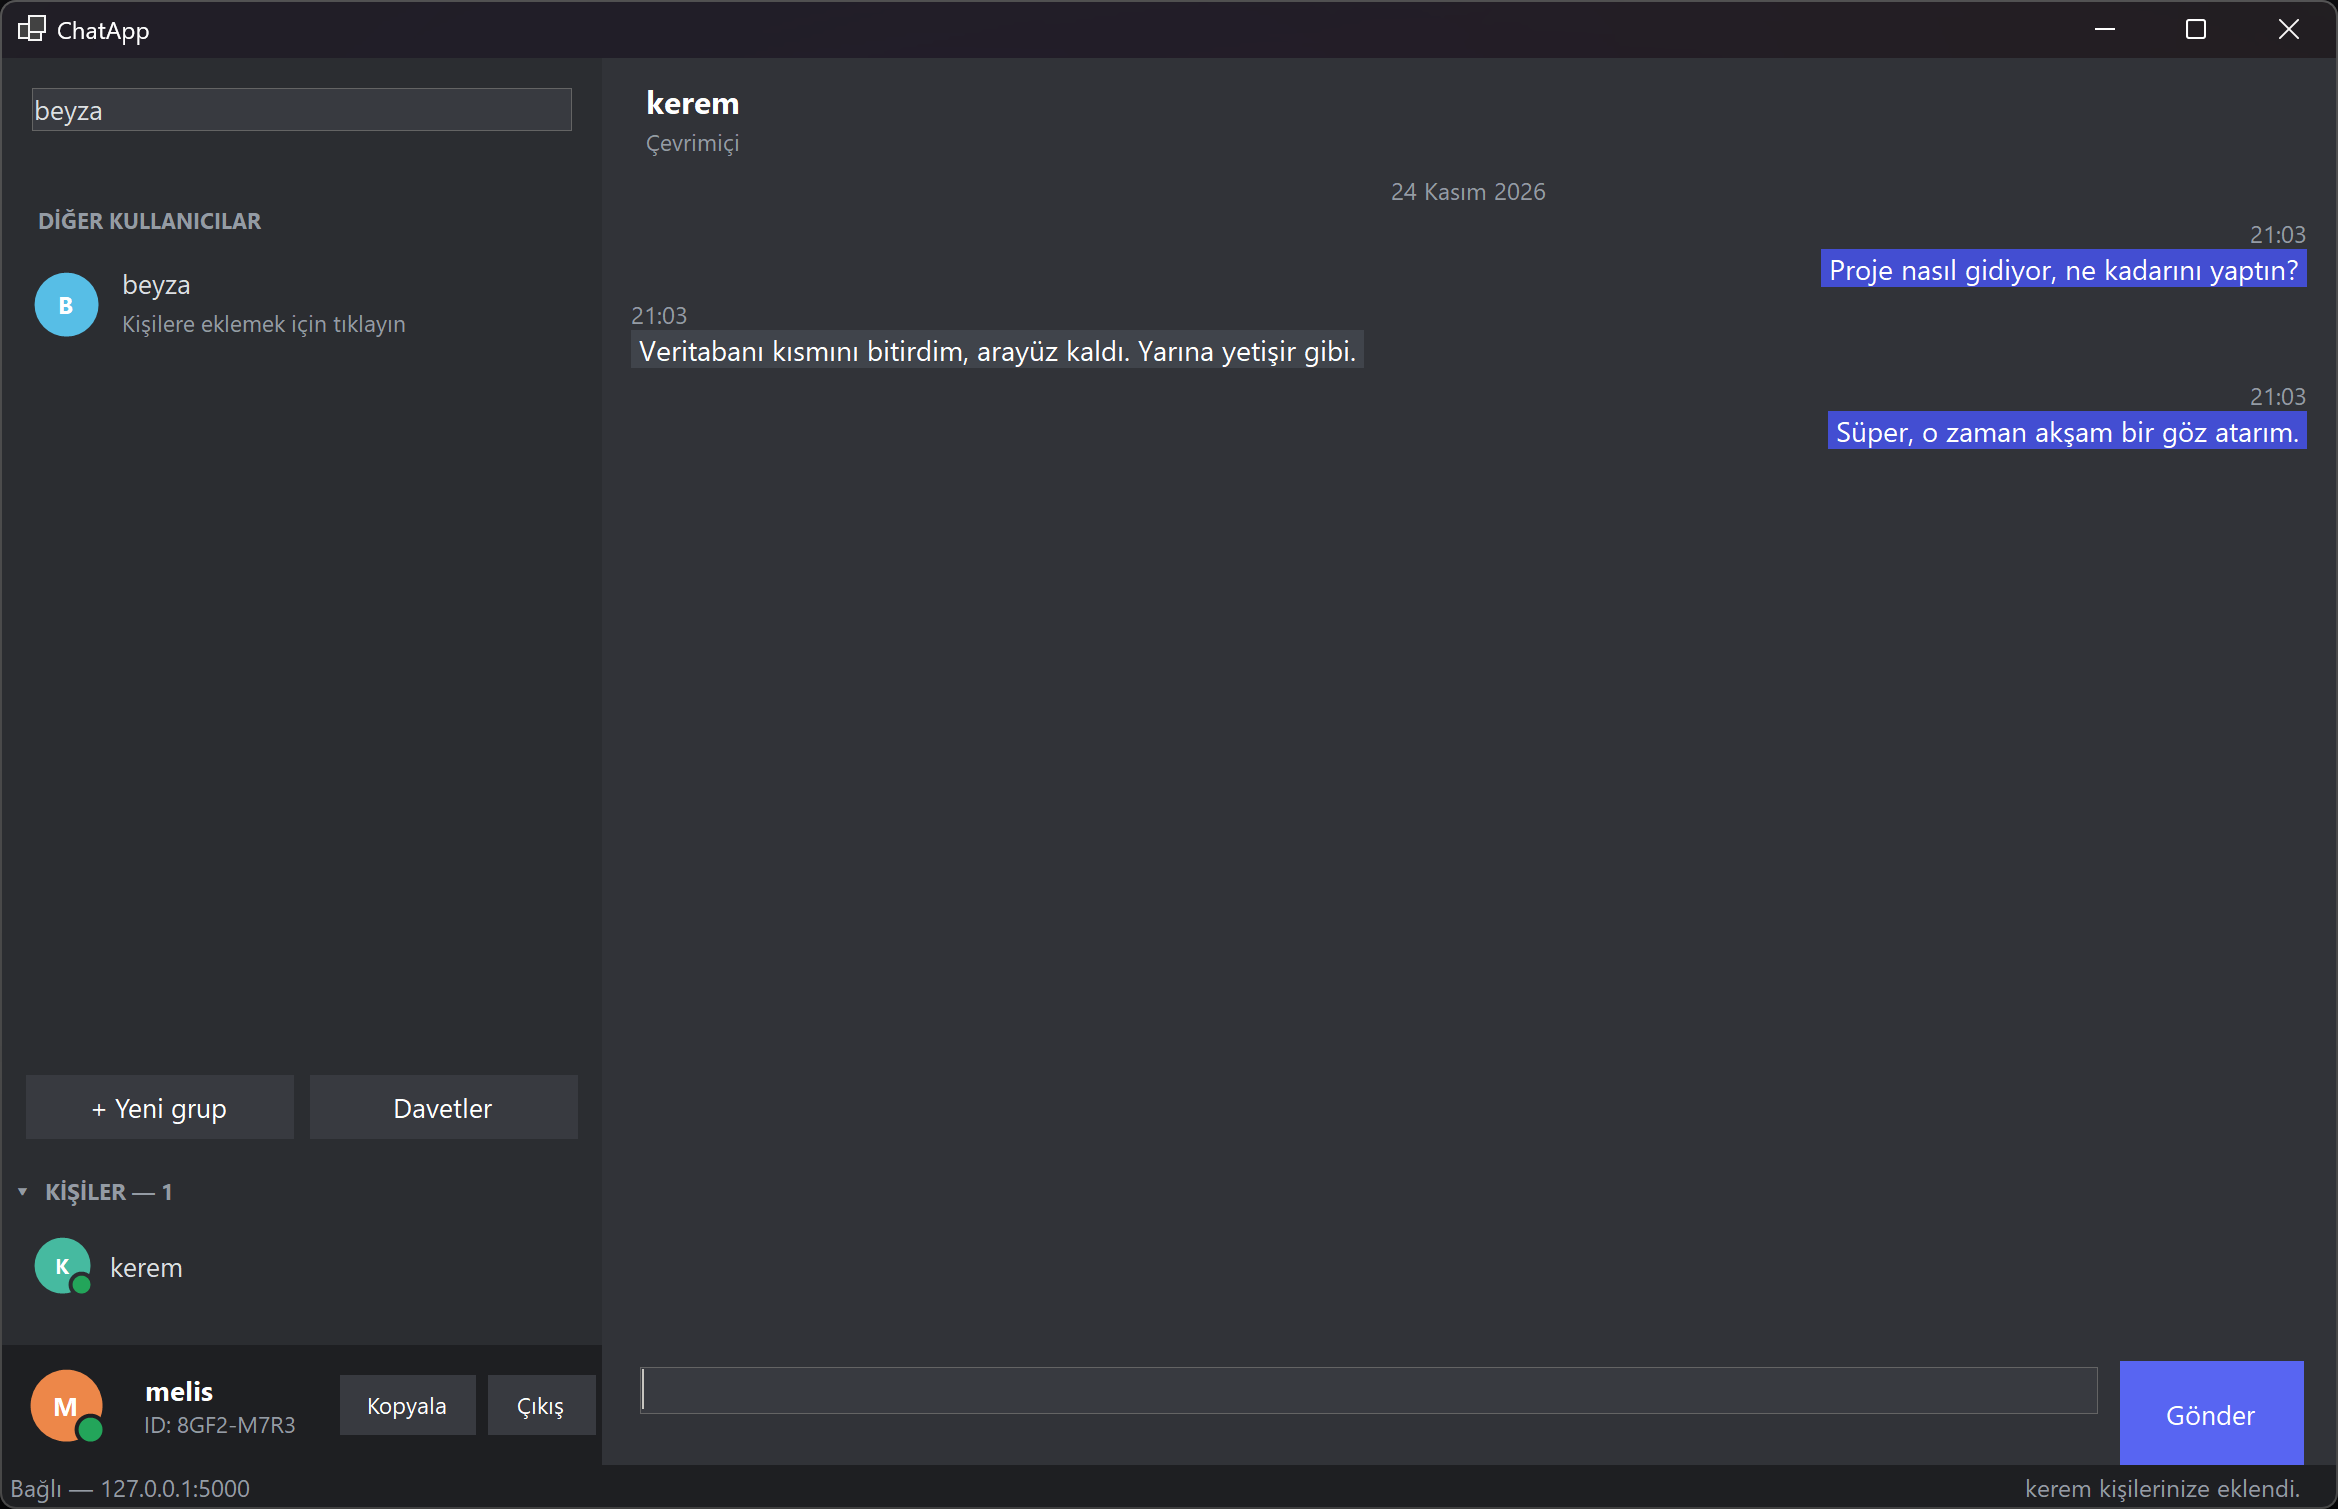 ChatApp
beyza
DİĞER KULLANICILAR
B
beyza
Kişilere eklemek için tıklayın
+ Yeni grup
Davetler
KİŞİLER — 1
K
kerem
M
melis
ID: 8GF2-M7R3
Kopyala
Çıkış
Bağlı — 127.0.0.1:5000
kerem
Çevrimiçi
24 Kasım 2026
21:03
Proje nasıl gidiyor, ne kadarını yaptın?
21:03
Veritabanı kısmını bitirdim, arayüz kaldı. Yarına yetişir gibi.
21:03
Süper, o zaman akşam bir göz atarım.
Gönder
kerem kişilerinize eklendi.